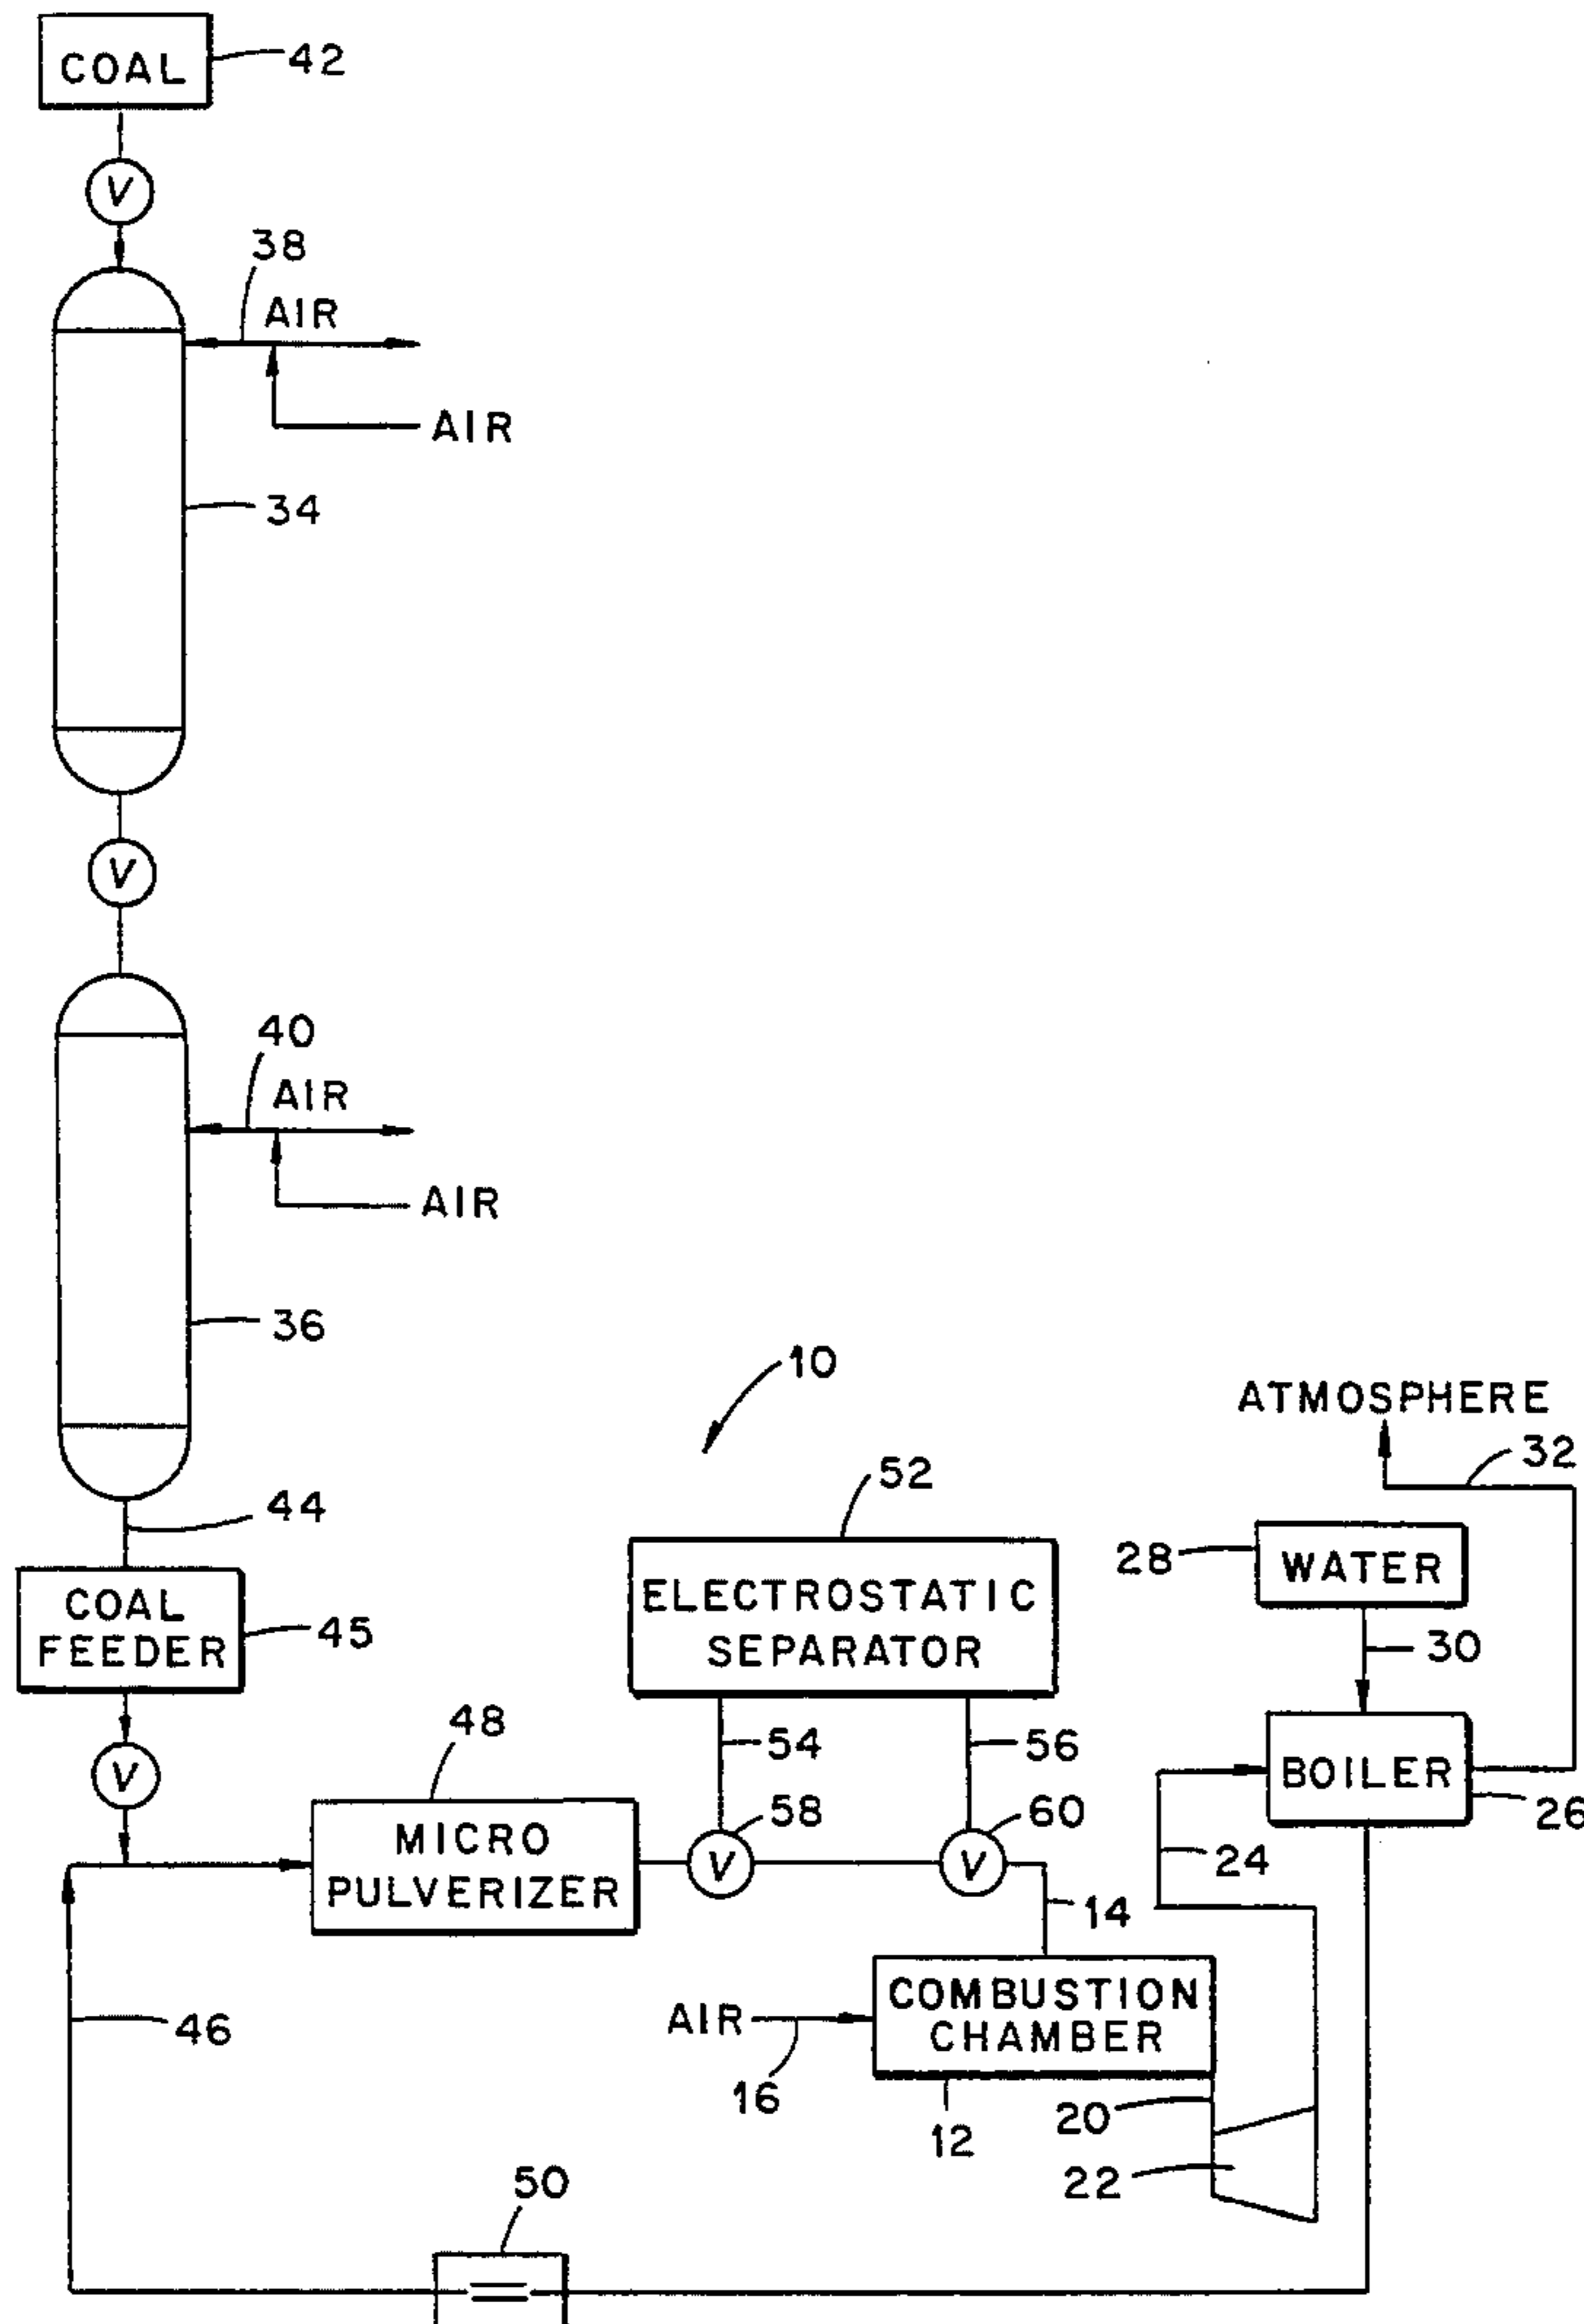 COAL
42
V
38
AIR
AIR
34
V
40
AIR
AIR
36
10
ATMOSPHERE
32
52
44
ELECTROSTATIC
SEPARATOR
28
WATER
COAL
FEEDER
45
30
48
54
56
BOILER
26
V
58
60
MICRO
PULVERIZER
V
V
24
14
COMBUSTION
CHAMBER
AIR
46
16
12
20
22
50